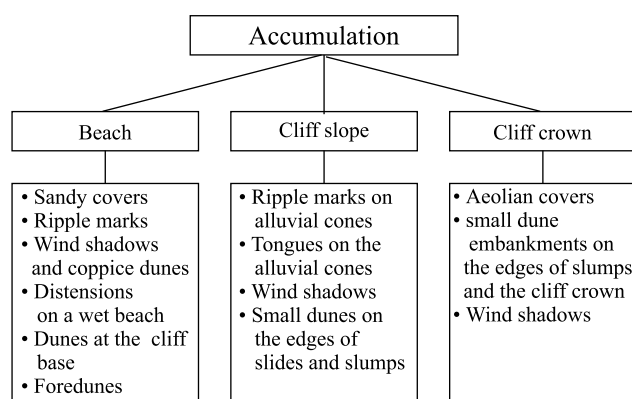 Accumulation
Beach
Cliff slope
Cliff crown
• Sandy covers
• Ripple marks
• Wind shadows
and coppice dunes
• Distensions
on a wet beach
• Dunes at the cliff
base
• Foredunes
• Ripple marks on
alluvial cones
• Tongues on the
alluvial cones
• Wind shadows
• Small dunes on
the edges of
slides and slumps
• Aeolian covers
• small dune
embankments on
the edges of slumps
and the cliff crown
• Wind shadows